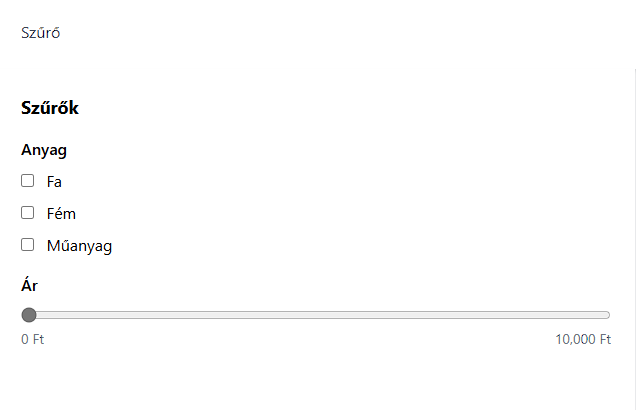 Szűrő
Szűrők
Anyag
Fa
Fém
Műanyag
Ár
0 Ft 10,000 Ft